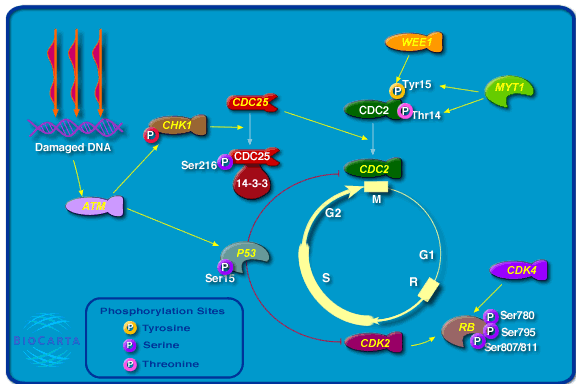 WEE1
P
Tyr15
MYT1
CDC25
CDC2
P
Thr14
CHK1
P
Damaged DNA
Ser216
P
CDC25
CDC2
14-3-3
M
ATM
G2
G1
P53
P
Ser15
S
R
CDK4
P
Ser780
RB
P
Ser795
P
Ser807/811
CDK2
BIOCARTA
Phosphorylation Sites
P Tyrosine
P Serine
P Threonine